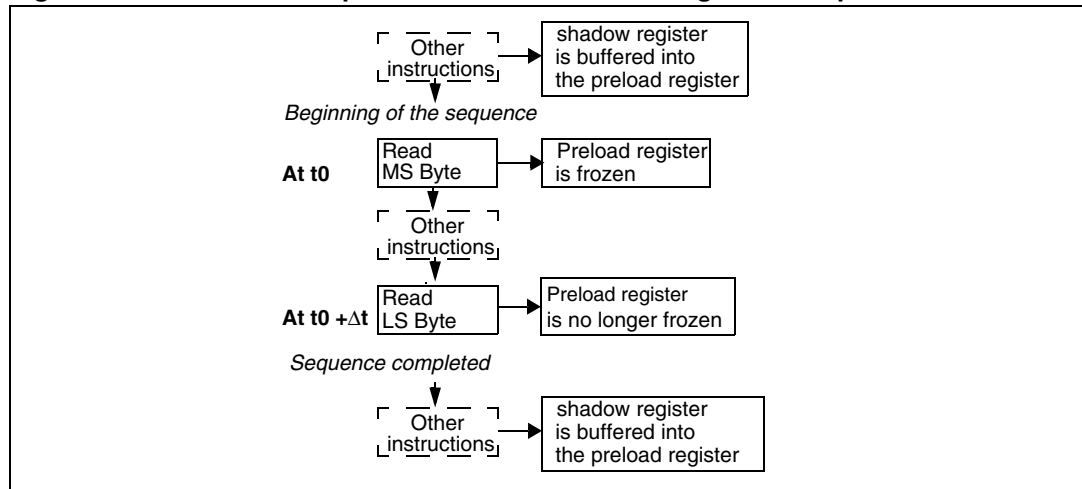 Other
instructions
shadow register
is buffered into
the preload register
Beginning of the sequence
At t0
Read
MS Byte
Preload register
is frozen
Other
instructions
At t0 +Δt
Read
LS Byte
Preload register
is no longer frozen
Sequence completed
Other
instructions
shadow register
is buffered into
the preload register